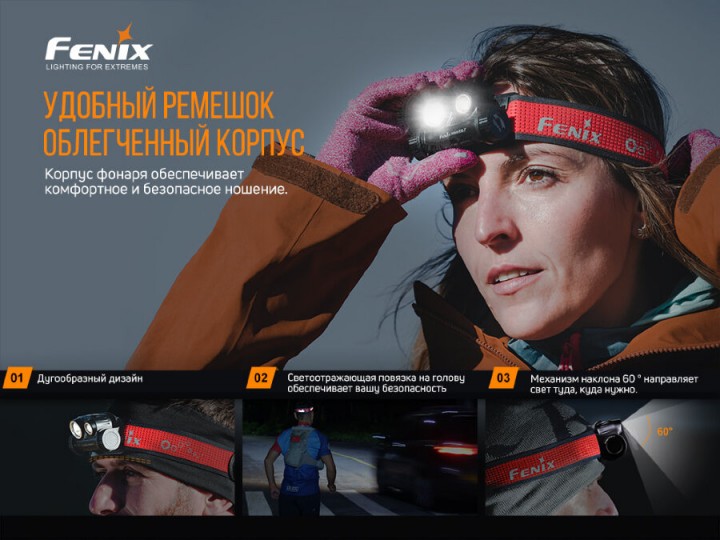 FENIX
LIGHTING FOR EXTREMES
УДОБНЫЙ РЕМЕШОК
ОБЛЕГЧЕННЫЙ КОРПУС
Корпус фонаря обеспечивает
комфортное и безопасное ношение.
FENIX
01
Дугообразный дизайн
02
Светоотражающая повязка на голову
обеспечивает вашу безопасность
03
Механизм наклона 60 ° направляет
свет туда, куда нужно.
60°
FENIX